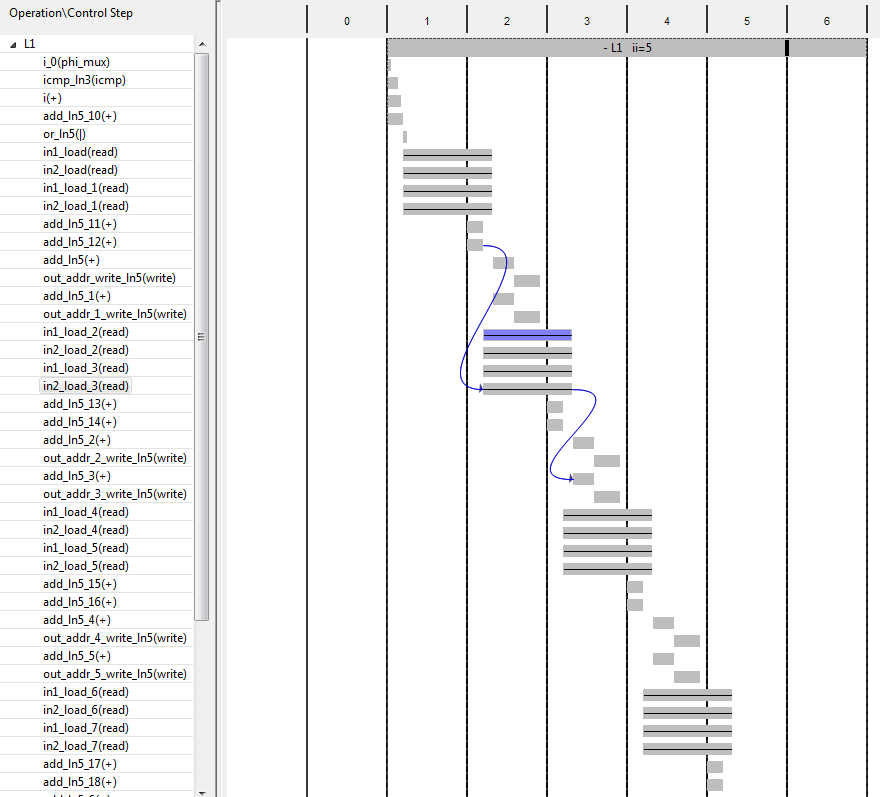 Operation\Control Step
0 1 2 3 4 5 6
L1
- L1 ii=5
i_0(phi_mux)
icmp_ln3(icmp)
i(+)
add_ln5_10(+)
or_ln5(|)
in1_load(read)
in2_load(read)
in1_load_1(read)
in2_load_1(read)
add_ln5_11(+)
add_ln5_12(+)
add_ln5(+)
out_addr_write_ln5(write)
add_ln5_1(+)
out_addr_1_write_ln5(write)
in1_load_2(read)
in2_load_2(read)
in1_load_3(read)
in2_load_3(read)
add_ln5_13(+)
add_ln5_14(+)
add_ln5_2(+)
out_addr_2_write_ln5(write)
add_ln5_3(+)
out_addr_3_write_ln5(write)
in1_load_4(read)
in2_load_4(read)
in1_load_5(read)
in2_load_5(read)
add_ln5_15(+)
add_ln5_16(+)
add_ln5_4(+)
out_addr_4_write_ln5(write)
add_ln5_5(+)
out_addr_5_write_ln5(write)
in1_load_6(read)
in2_load_6(read)
in1_load_7(read)
in2_load_7(read)
add_ln5_17(+)
add_ln5_18(+)